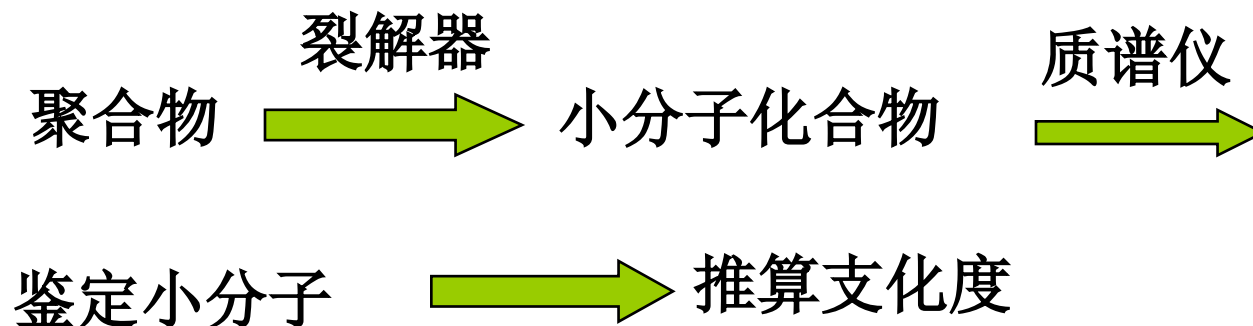 裂解器
质谱仪
聚合物
小分子化合物
鉴定小分子
推算支化度